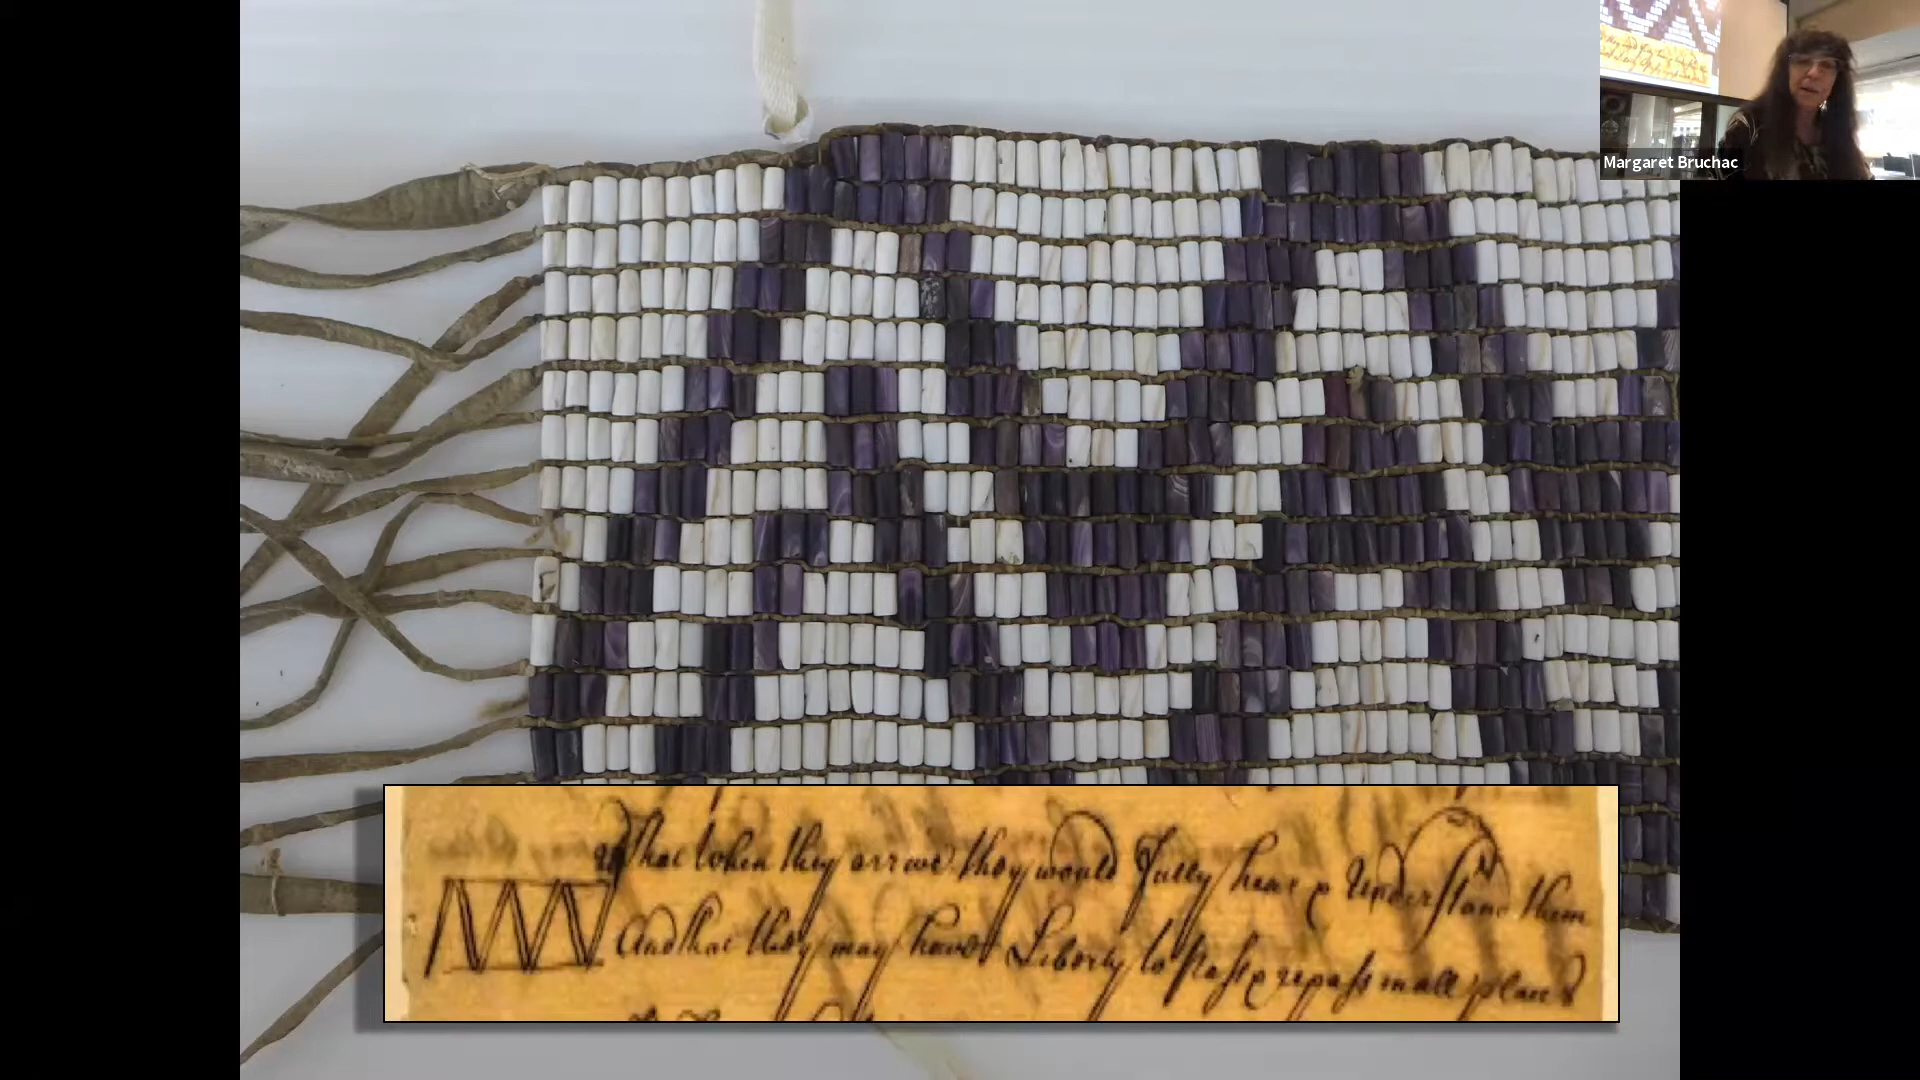 Margaret Bruchac
That when they arrive they would fully hear & Understand them
And that they may have Liberty to pass & repass in all places